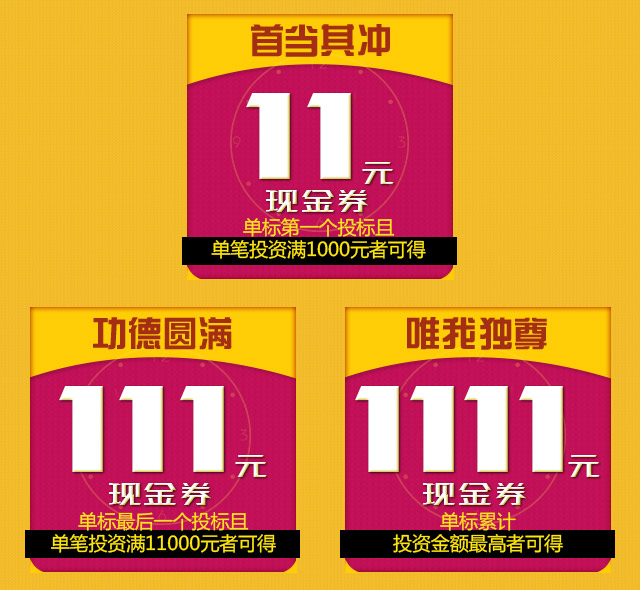 首当其冲
11元
现金券
单标第一个投标且
单笔投资满1000元者可得
功德圆满
111元
现金券
单标最后一个投标且
单笔投资满11000元者可得
唯我独尊
1111元
现金券
单标累计
投资金额最高者可得